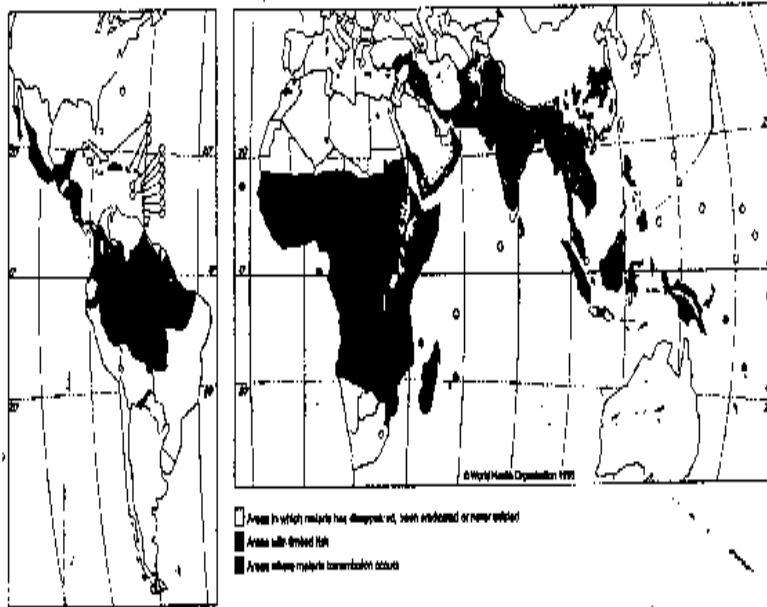 © World Health Organization
Areas in which malaria has disappeared, been eradicated or never existed
Areas with limited risk
Areas where malaria transmission occurs